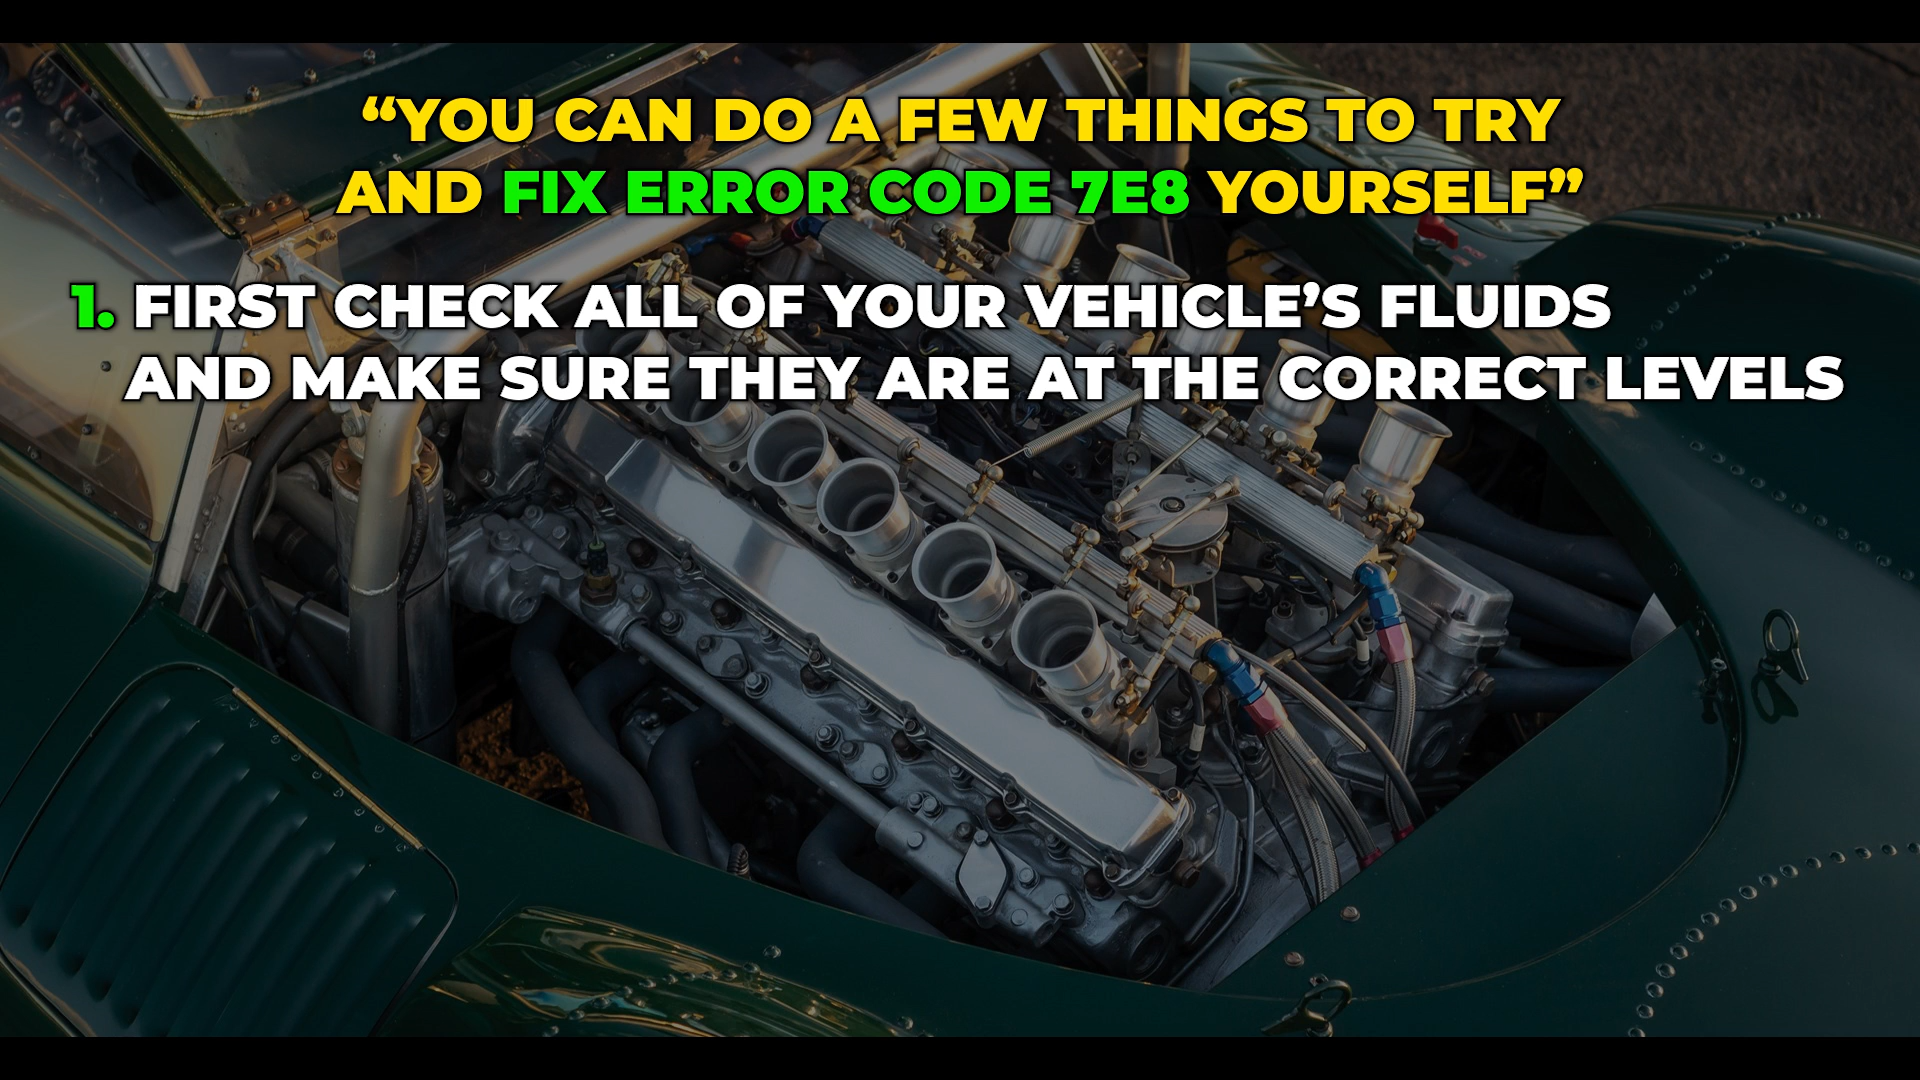 “YOU CAN DO A FEW THINGS TO TRY
AND FIX ERROR CODE 7E8 YOURSELF”
1. FIRST CHECK ALL OF YOUR VEHICLE’S FLUIDS
AND MAKE SURE THEY ARE AT THE CORRECT LEVELS